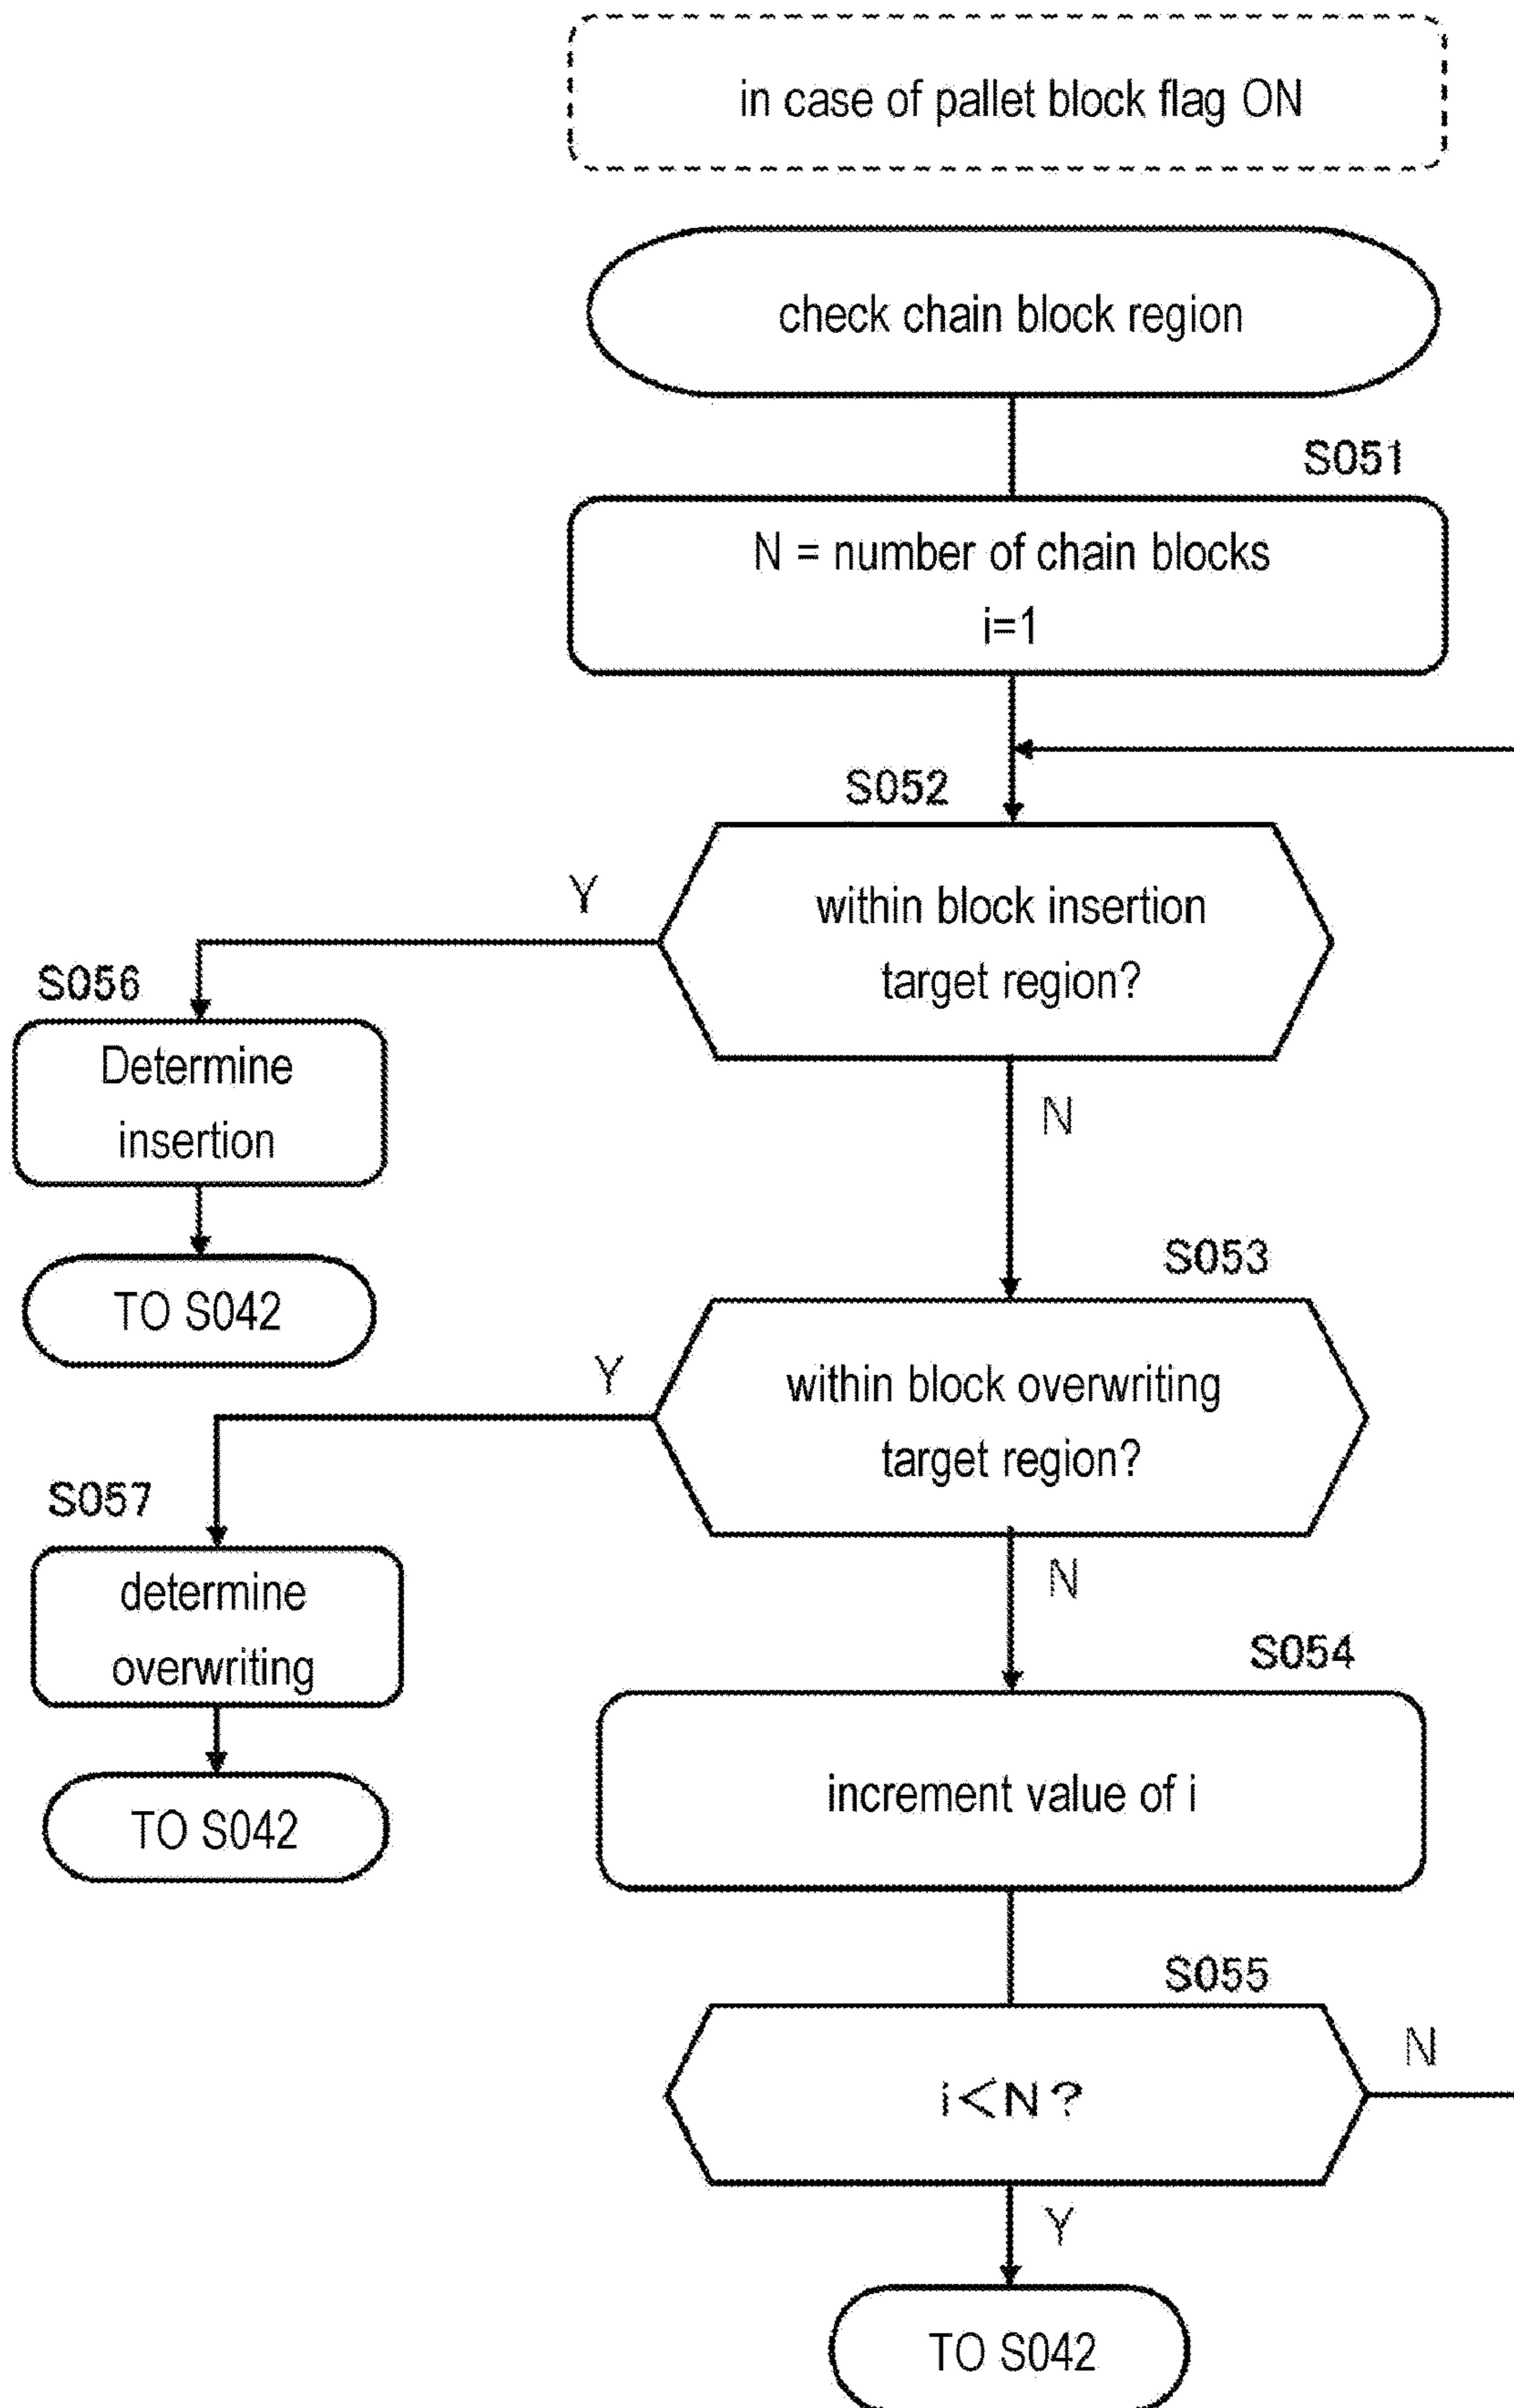 in case of pallet block flag ON
check chain block region
S051
N = number of chain blocks
i=1
S052
within block insertion
target region?
Y
N
S056
Determine
insertion
TO S042
S053
within block overwriting
target region?
Y
N
S057
determine
overwriting
TO S042
S054
increment value of i
S055
i<N?
N
Y
TO S042